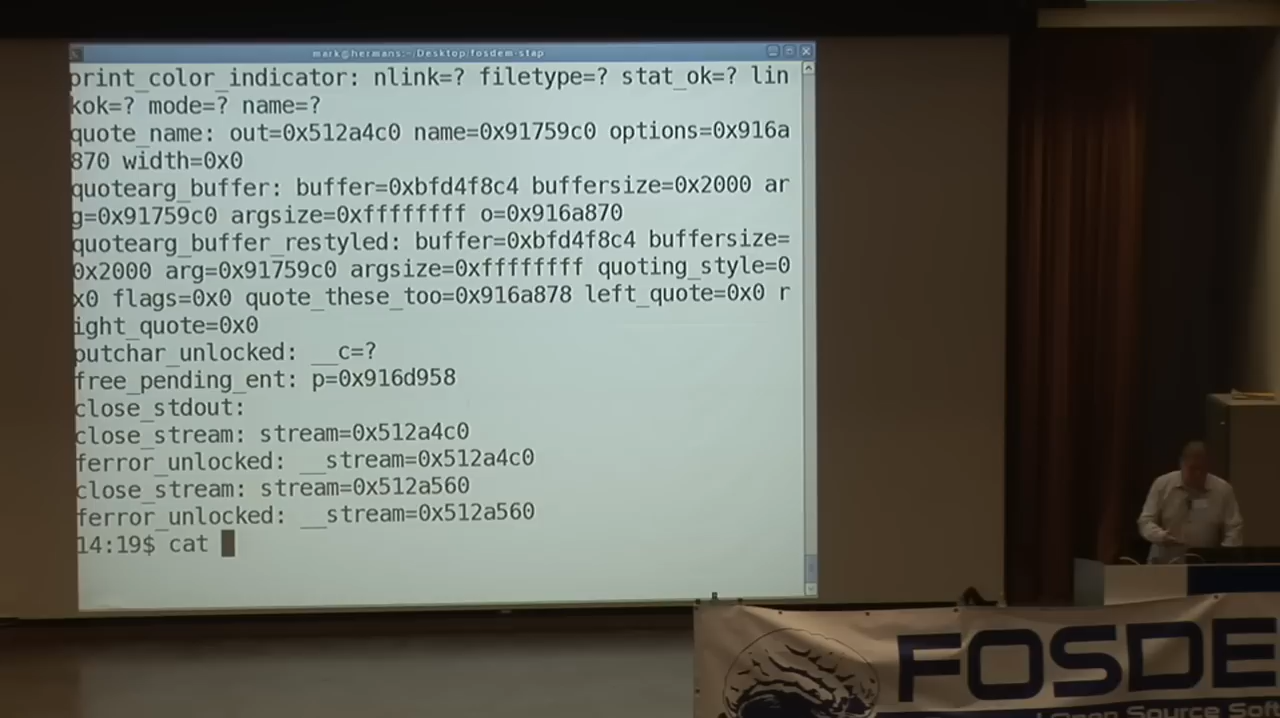 mark@hermans:~/Desktop/fosdem-stap
print_color_indicator: nlink=? filetype=? stat_ok=? lin
kok=? mode=? name=?
quote_name: out=0x512a4c0 name=0x91759c0 options=0x916a
870 width=0x0
quotearg_buffer: buffer=0xbfd4f8c4 buffersize=0x2000 ar
g=0x91759c0 argsize=0xffffffff o=0x916a870
quotearg_buffer_restyled: buffer=0xbfd4f8c4 buffersize=
0x2000 arg=0x91759c0 argsize=0xffffffff quoting_style=0
x0 flags=0x0 quote_these_too=0x916a878 left_quote=0x0 r
ight_quote=0x0
putchar_unlocked: __c=?
free_pending_ent: p=0x916d958
close_stdout:
close_stream: stream=0x512a4c0
ferror_unlocked: __stream=0x512a4c0
close_stream: stream=0x512a560
ferror_unlocked: __stream=0x512a560
14:19$ cat
FOSDE
Open Source Soft